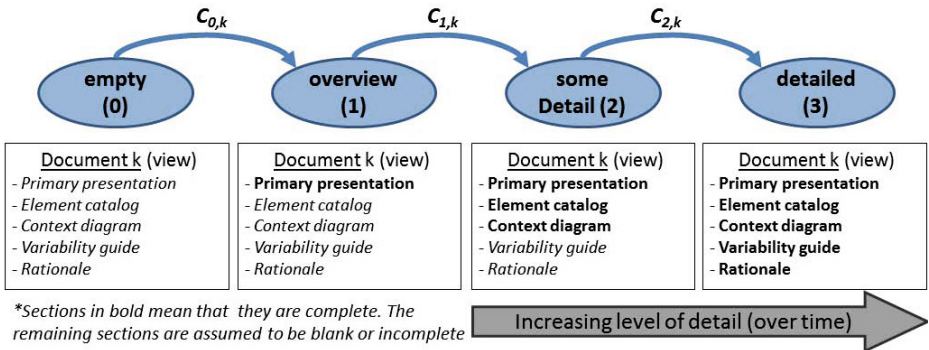 C0,k
C1,k
C2,k
empty
(0)
overview
(1)
some
Detail (2)
detailed
(3)
Document k (view)
- Primary presentation
- Element catalog
- Context diagram
- Variability guide
- Rationale
Document k (view)
- Primary presentation
- Element catalog
- Context diagram
- Variability guide
- Rationale
Document k (view)
- Primary presentation
- Element catalog
- Context diagram
- Variability guide
- Rationale
Document k (view)
- Primary presentation
- Element catalog
- Context diagram
- Variability guide
- Rationale
*Sections in bold mean that they are complete. The
remaining sections are assumed to be blank or incomplete
Increasing level of detail (over time)